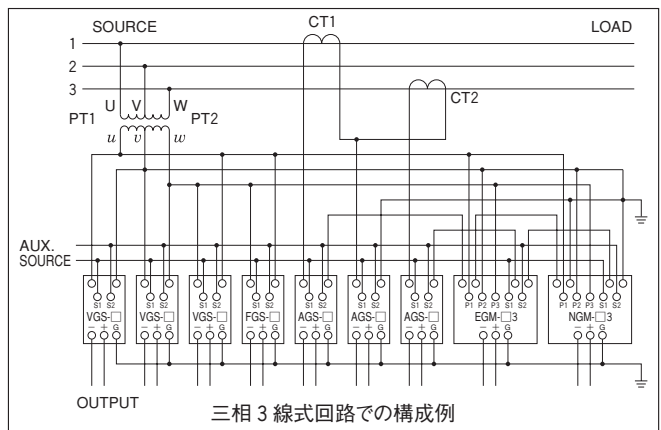 SOURCE CT1 LOAD
1
2
3
CT2
U V W
PT1 PT2
u v w
AUX.
SOURCE
S1 S2 S1 S2 S1 S2 S1 S2 S1 S2 S1 S2 S1 S2 P1 P2 P3 S1 S2 P1 P2 P3 S1 S2
VGS-□ VGS-□ VGS-□ FGS-□ AGS-□ AGS-□ AGS-□ EGM-□3 NGM-□3
− + G − + G − + G − + G − + G − + G − + G − + G − + G
OUTPUT
三相3線式回路での構成例